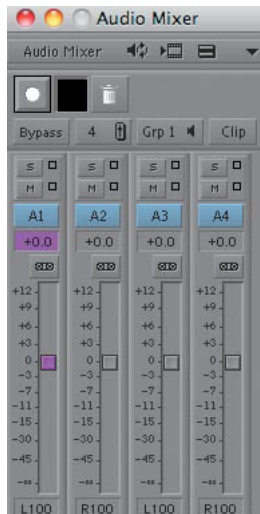 Audio Mixer
Audio Mixer
Bypass 4 Grp 1 Clip
S S S S
M M M M
A1 A2 A3 A4
+0.0 +0.0 +0.0 +0.0
+12 +12 +12 +12
+9 +9 +9 +9
+6 +6 +6 +6
+3 +3 +3 +3
0 0 0 0
-3 -3 -3 -3
-7 -7 -7 -7
-11 -11 -11 -11
-15 -15 -15 -15
-30 -30 -30 -30
-45 -45 -45 -45
-∞ -∞ -∞ -∞
L100 R100 L100 R100